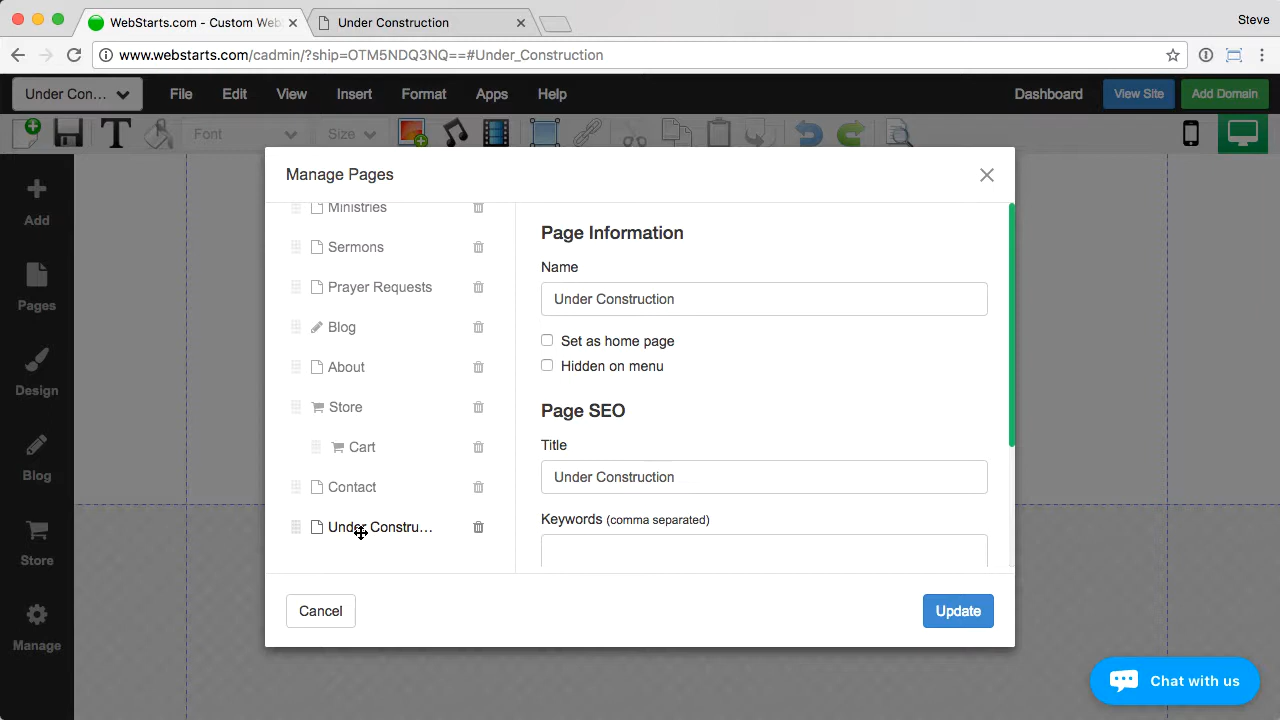 WebStarts.com - Custom Web
Under Construction
Steve
www.webstarts.com/cadmin/?ship=OTM5NDQ3NQ==#Under_Construction
Under Con...
File
Edit
View
Insert
Format
Apps
Help
Dashboard
View Site
Add Domain
Font
Size
Add
Pages
Design
Blog
Store
Manage
Manage Pages
Ministries
Sermons
Prayer Requests
Blog
About
Store
Cart
Contact
Under Constru...
Page Information
Name
Under Construction
Set as home page
Hidden on menu
Page SEO
Title
Under Construction
Keywords (comma separated)
Cancel
Update
Chat with us